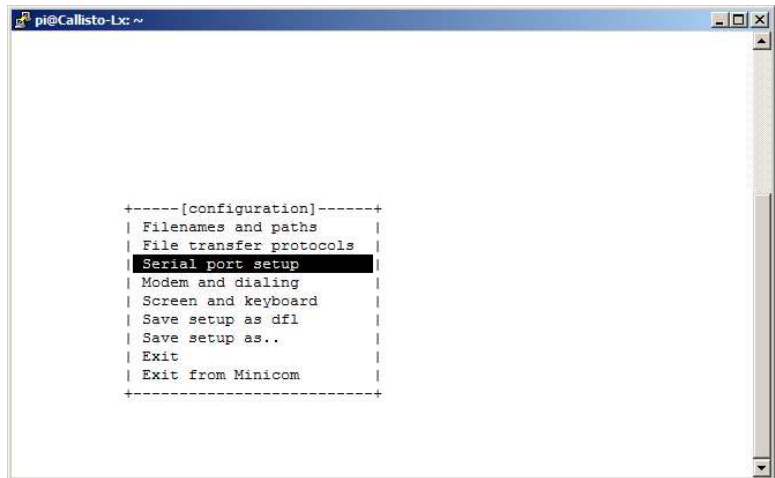 pi@Callisto-Lx: ~
+-----[configuration]------+
| Filenames and paths      |
| File transfer protocols  |
| Serial port setup        |
| Modem and dialing        |
| Screen and keyboard      |
| Save setup as dfl        |
| Save setup as..          |
| Exit                     |
| Exit from Minicom        |
+--------------------------+